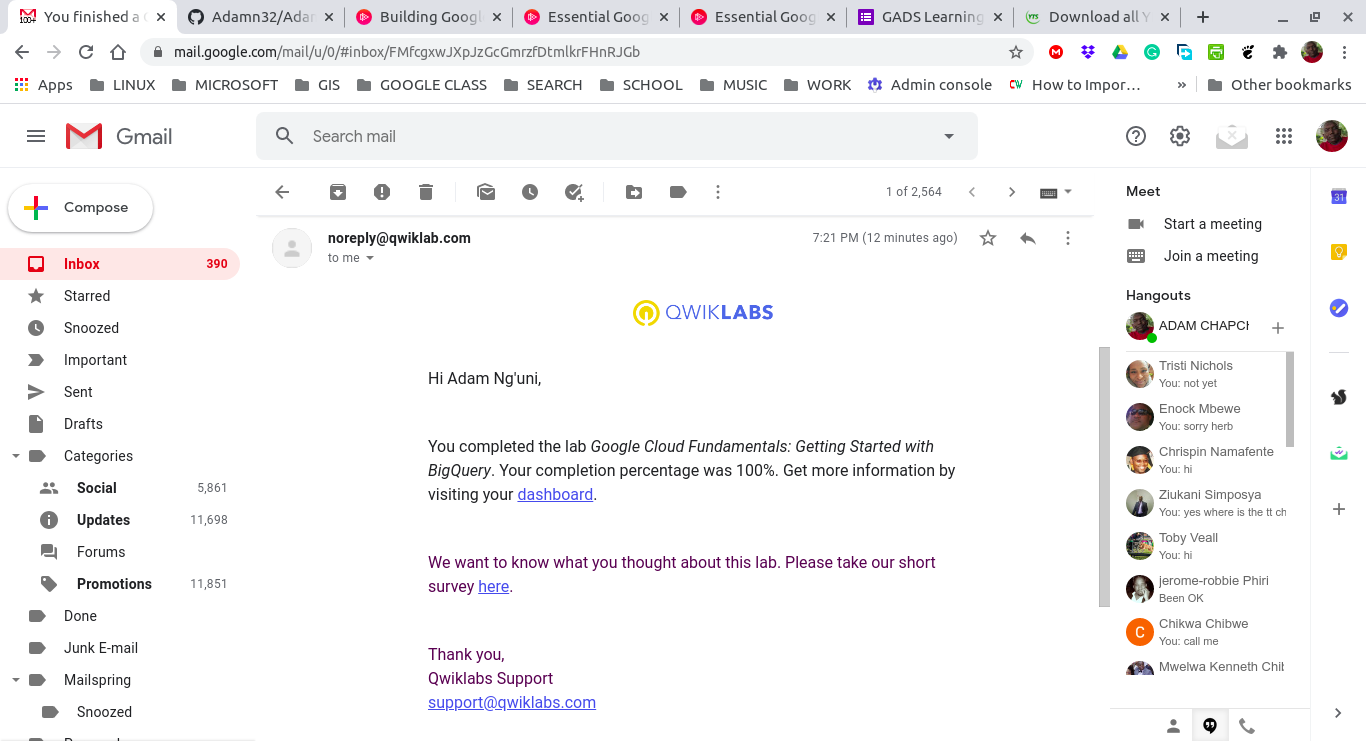 100+
You finished a G
Adamn32/Adam
Building Google
Essential Goog
Essential Goog
GADS Learning
YTS
Download all Y
mail.google.com/mail/u/0/#inbox/FMfcgxwJXpJzGcGmrzfDtmlkrFHnRJGb
Apps
LINUX
MICROSOFT
GIS
GOOGLE CLASS
SEARCH
SCHOOL
MUSIC
WORK
Admin console
How to Impor…
»
Other bookmarks
Gmail
Search mail
Compose
1 of 2,564
Inbox 390
Starred
Snoozed
Important
Sent
Drafts
Categories
Social 5,861
Updates 11,698
Forums
Promotions 11,851
Done
Junk E-mail
Mailspring
Snoozed
noreply@qwiklab.com
7:21 PM (12 minutes ago)
to me
QWIKLABS
Hi Adam Ng'uni,
You completed the lab Google Cloud Fundamentals: Getting Started with
BigQuery. Your completion percentage was 100%. Get more information by
visiting your dashboard.
We want to know what you thought about this lab. Please take our short
survey here.
Thank you,
Qwiklabs Support
support@qwiklabs.com
Meet
Start a meeting
Join a meeting
Hangouts
ADAM CHAPCH
Tristi Nichols
You: not yet
Enock Mbewe
You: sorry herb
Chrispin Namafente
You: hi
Ziukani Simposya
You: yes where is the tt ch
Toby Veall
You: hi
jerome-robbie Phiri
Been OK
C
Chikwa Chibwe
You: call me
Mwelwa Kenneth Chib
31